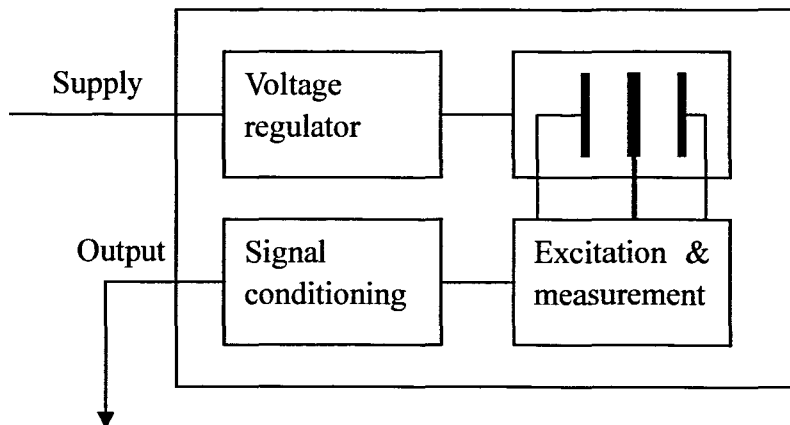 Supply
Voltage
regulator
Output
Signal
conditioning
Excitation &
measurement